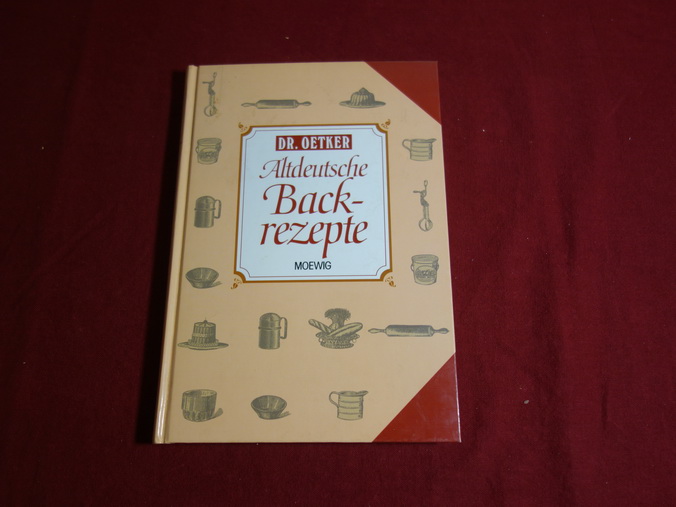 DR. OETKER
Altdeutsche
Back-
rezepte
MOEWIG